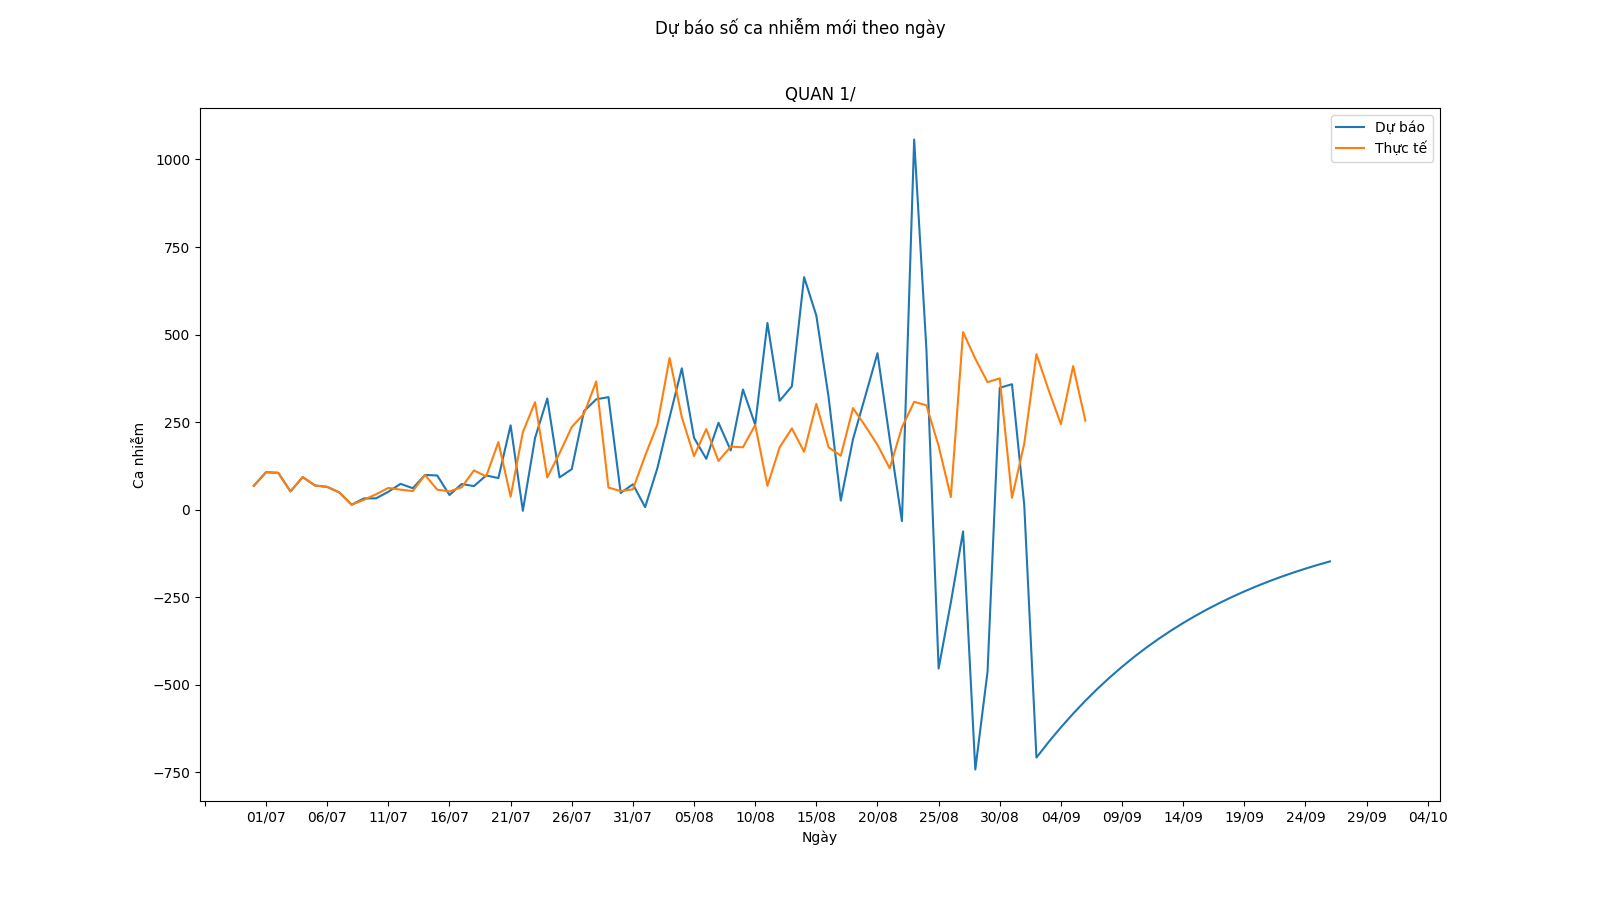 Dự báo số ca nhiễm mới theo ngày
QUAN 1/
Dự báo
Thực tế
1000
750
500
250
0
−250
−500
−750
Ca nhiễm
01/07 06/07 11/07 16/07 21/07 26/07 31/07 05/08 10/08 15/08 20/08 25/08 30/08 04/09 09/09 14/09 19/09 24/09 29/09 04/10
Ngày